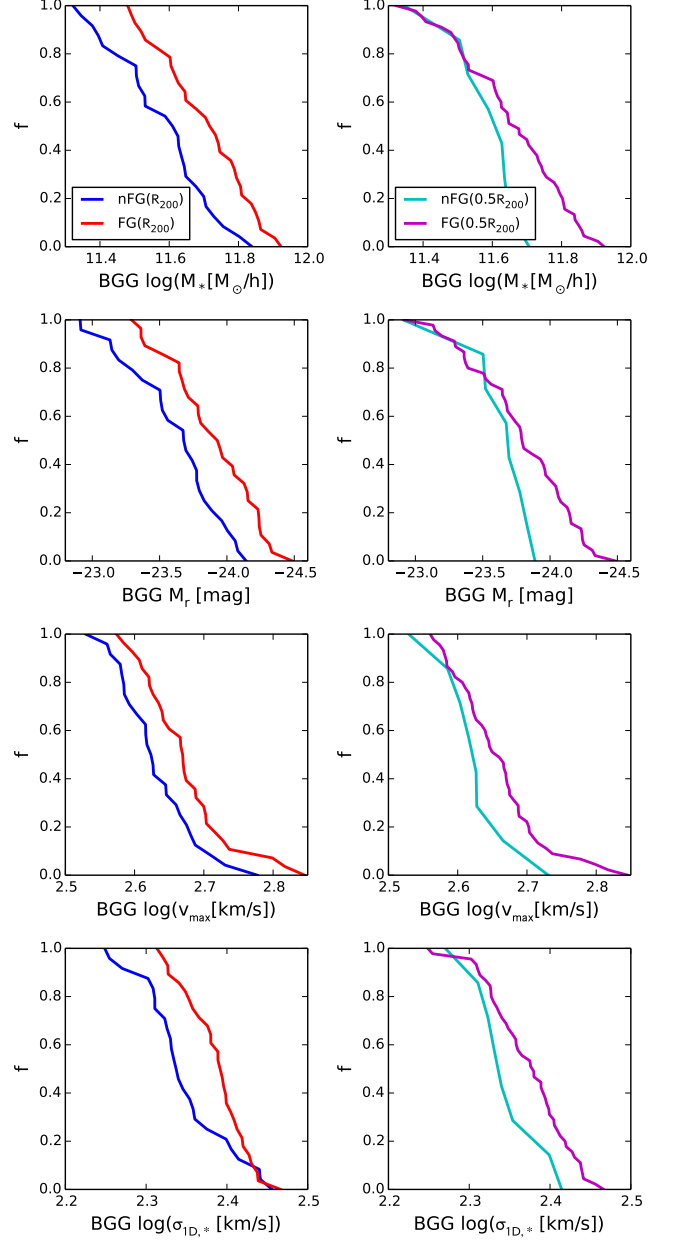 1.0 1.0
0.8 0.8
0.6 0.6
f f
0.4 0.4
nFG(R₂₀₀) nFG(0.5R₂₀₀)
0.2 0.2
FG(R₂₀₀) FG(0.5R₂₀₀)
0.0 0.0
11.4 11.6 11.8 12.0 11.4 11.6 11.8 12.0
BGG log(M∗[M⊙/h]) BGG log(M∗[M⊙/h])
1.0 1.0
0.8 0.8
0.6 0.6
f f
0.4 0.4
0.2 0.2
0.0 0.0
−23.0 −23.5 −24.0 −24.5 −23.0 −23.5 −24.0 −24.5
BGG Mᵣ [mag] BGG Mᵣ [mag]
1.0 1.0
0.8 0.8
0.6 0.6
f f
0.4 0.4
0.2 0.2
0.0 0.0
2.5 2.6 2.7 2.8 2.5 2.6 2.7 2.8
BGG log(v_max[km/s]) BGG log(v_max[km/s])
1.0 1.0
0.8 0.8
0.6 0.6
f f
0.4 0.4
0.2 0.2
0.0 0.0
2.2 2.3 2.4 2.5 2.2 2.3 2.4 2.5
BGG log(σ_1D,∗ [km/s]) BGG log(σ_1D,∗ [km/s])